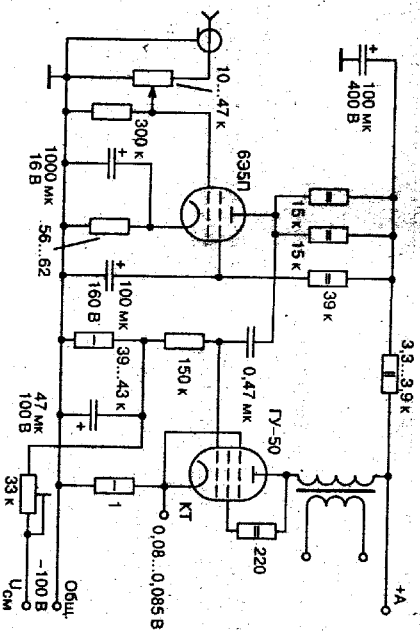 100 мк
400 В
10...47 к
300 к
1000 мк
16 В
6Э5П
56...62
15 к
15 к
39 к
100 мк
160 В
3,3...3,9 к
0,47 мк
150 к
39...43 к
47 мк
100 В
33 к
ГУ-50
КТ
0,08...0,085 В
1
220
+А
Общ.
-100 В
Uсм